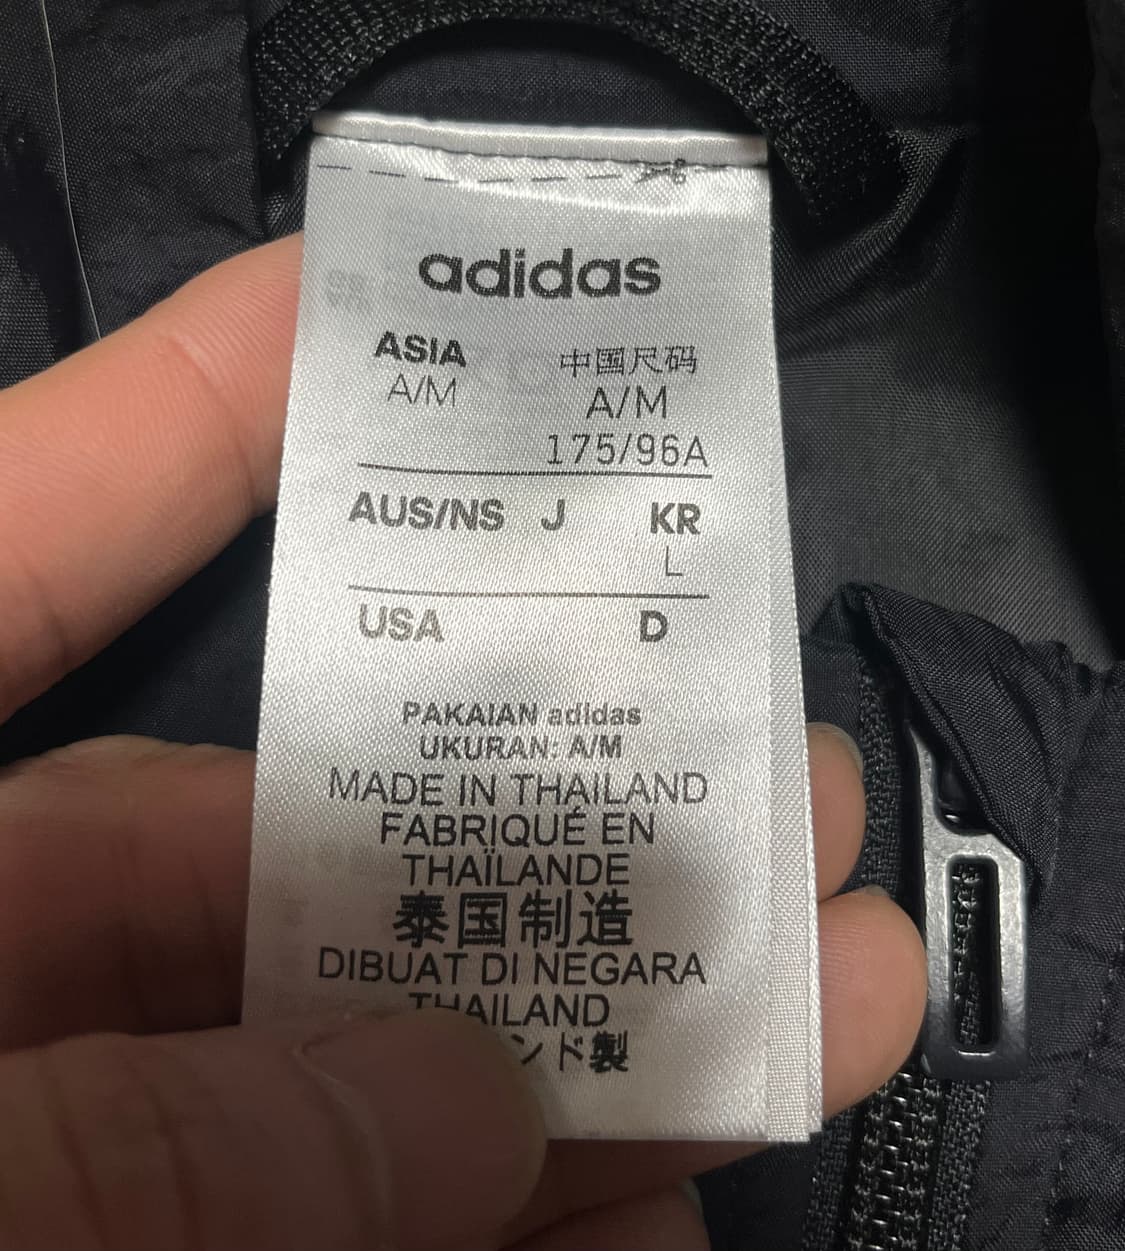 adidas
ASIA 中国尺码
A/M A/M
175/96A
AUS/NS J KR
L
USA D
PAKAIAN adidas
UKURAN: A/M
MADE IN THAILAND
FABRIQUÉ EN
THAÏLANDE
泰国制造
DIBUAT DI NEGARA
THAILAND
ンド製